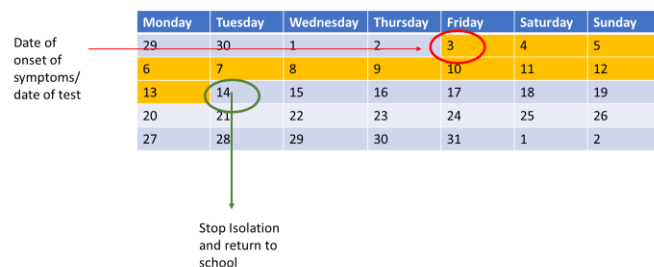 Monday Tuesday Wednesday Thursday Friday Saturday Sunday
Date of
onset of
symptoms/
date of test
29 30 1 2 3 4 5
6 7 8 9 10 11 12
13 14 15 16 17 18 19
20 21 22 23 24 25 26
27 28 29 30 31 1 2
Stop Isolation
and return to
school